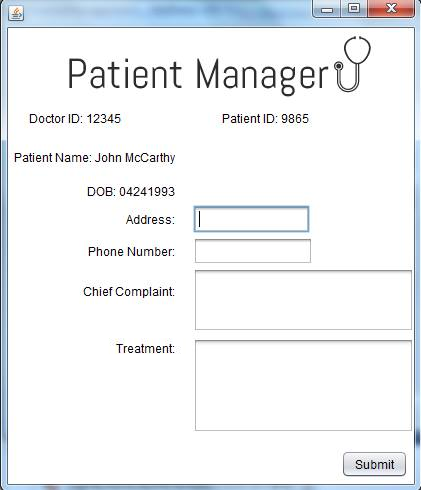 Patient Manager
Doctor ID: 12345 Patient ID: 9865
Patient Name: John McCarthy
DOB: 04241993
Address:
Phone Number:
Chief Complaint:
Treatment:
Submit